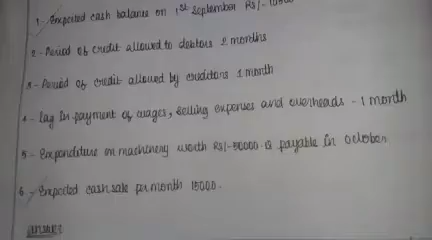 1. Expected cash balance on 1st September Rs/-
2 - Period of credit allowed to debtors 2 months
3 - Period of credit allowed by creditors 1 month
4 - Lag in payment of wages, selling expenses and overheads - 1 month
5 - Expenditure on machinery worth Rs/-50000 is payable in october
6 - Expected cash sale per month 15000.
answer